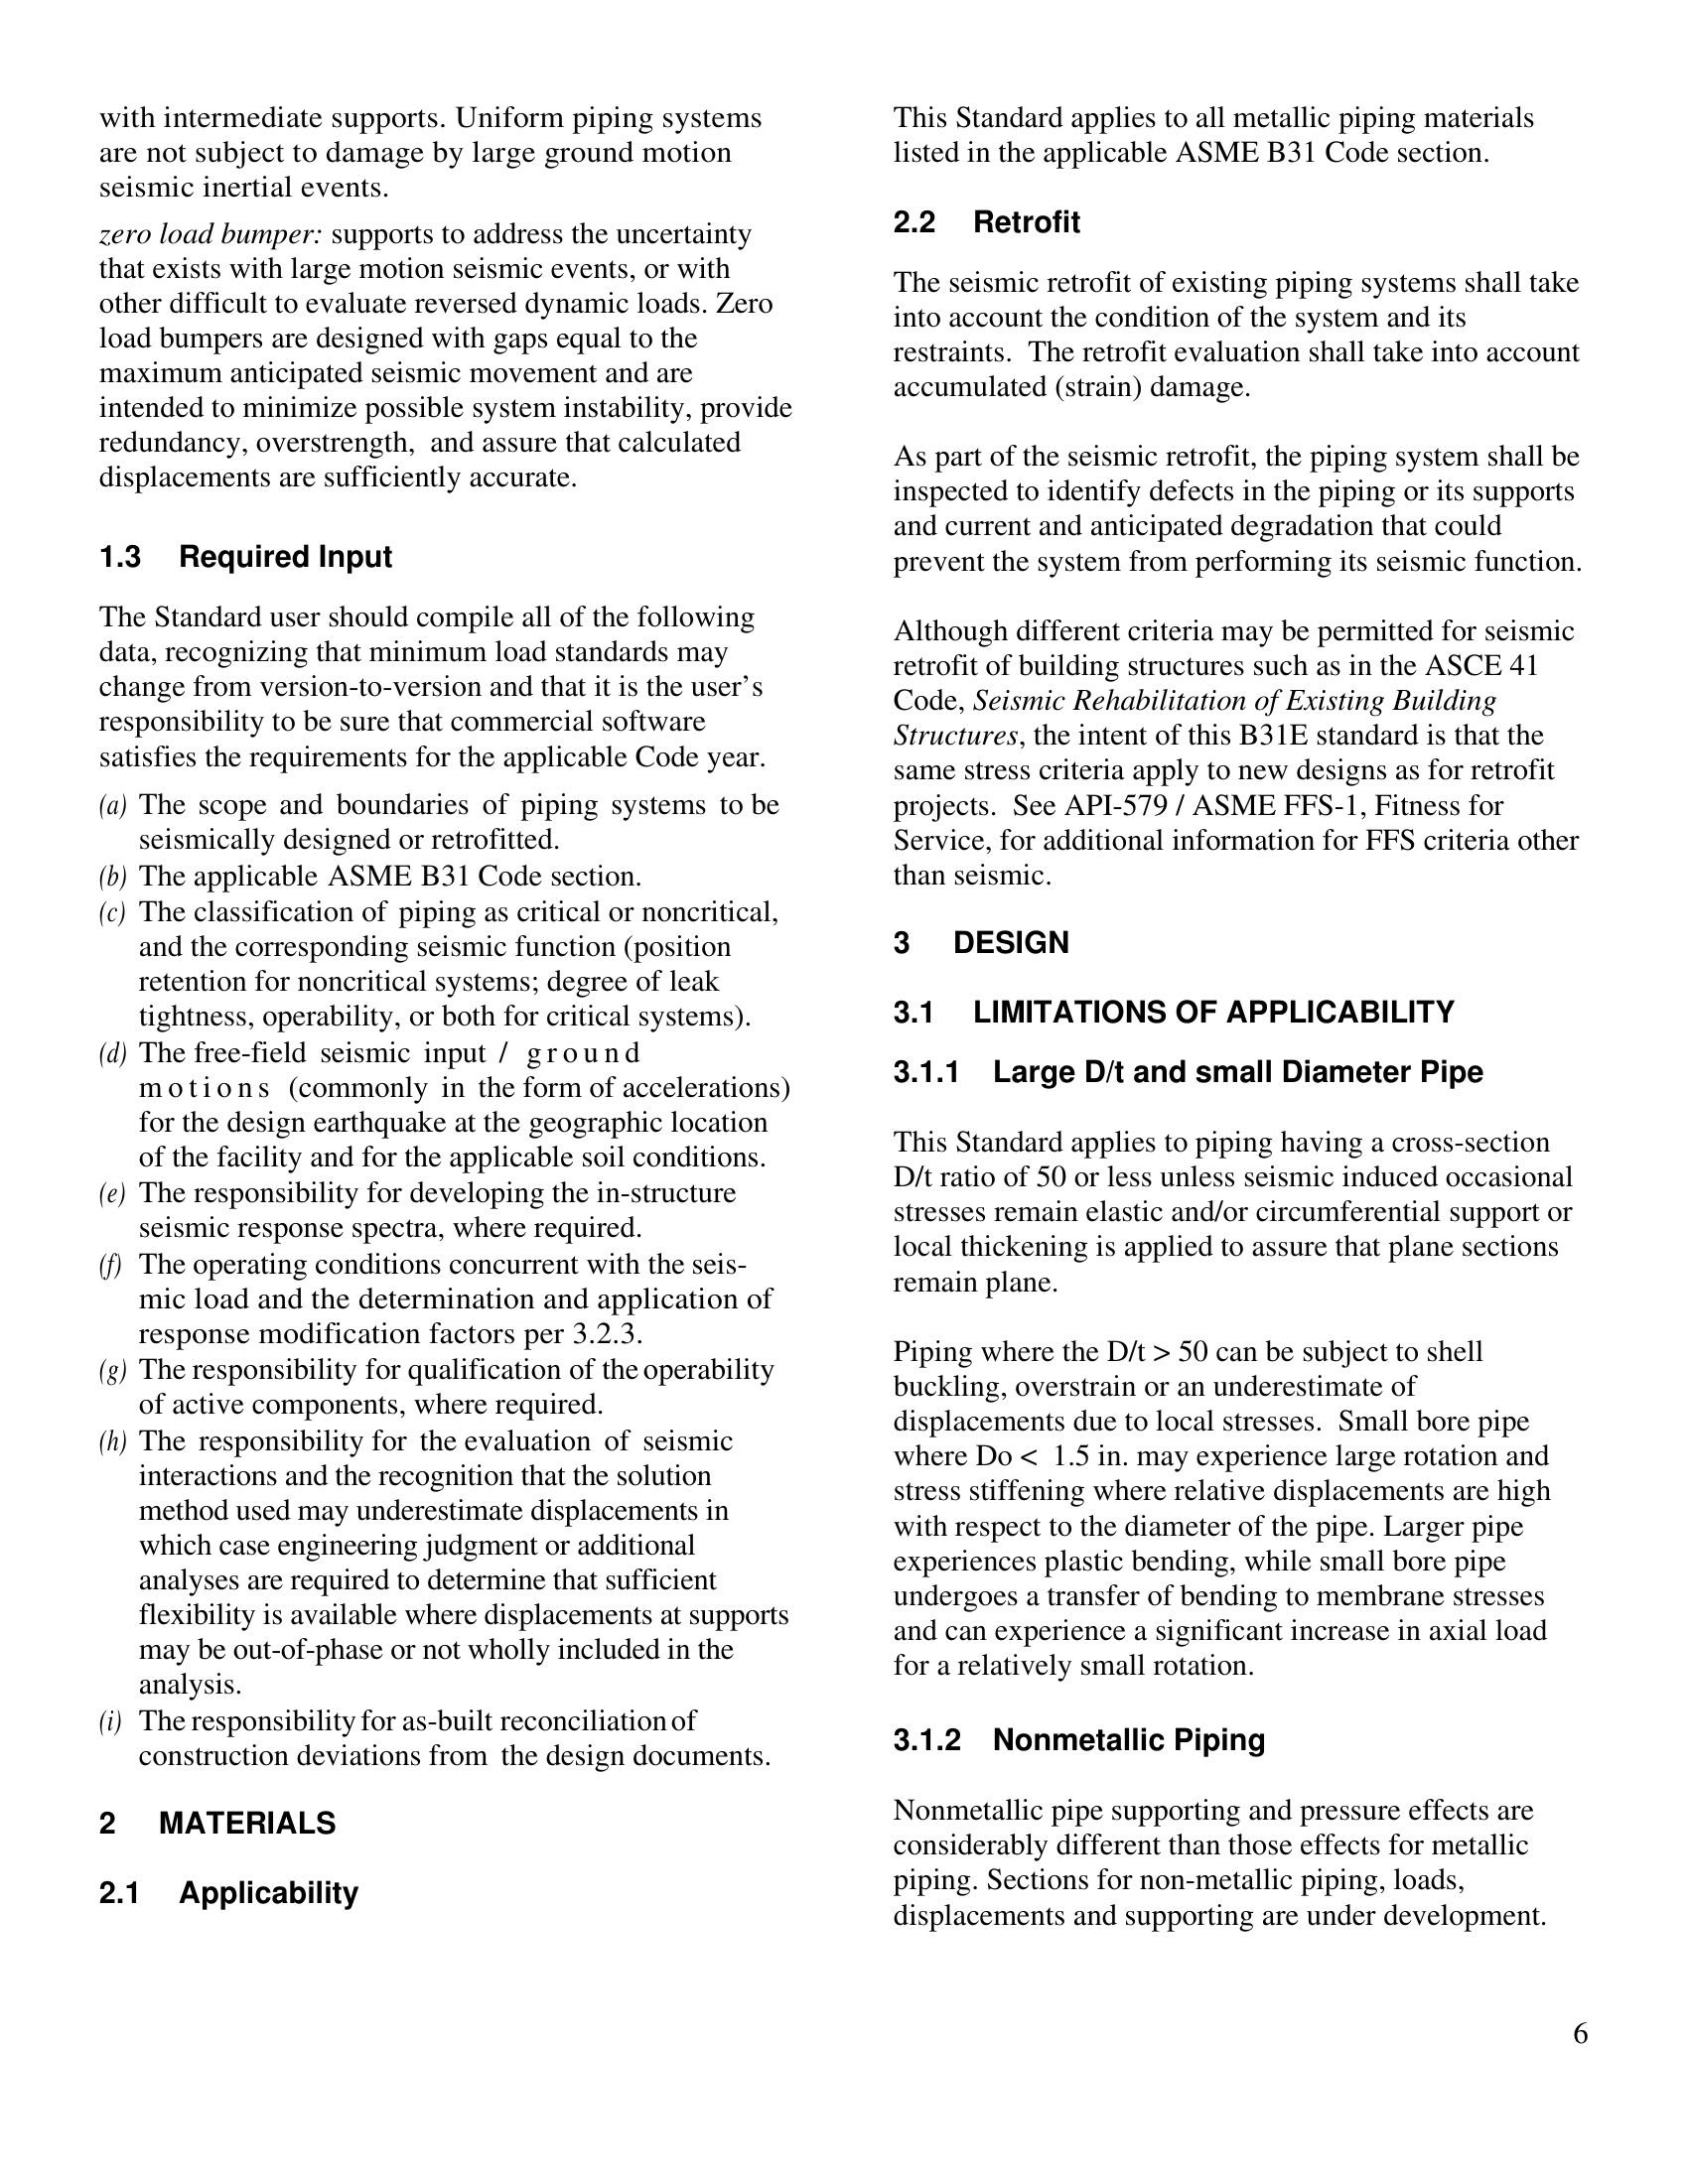 with intermediate supports. Uniform piping systems
are not subject to damage by large ground motion
seismic inertial events.
zero load bumper: supports to address the uncertainty
that exists with large motion seismic events, or with
other difficult to evaluate reversed dynamic loads. Zero
load bumpers are designed with gaps equal to the
maximum anticipated seismic movement and are
intended to minimize possible system instability, provide
redundancy, overstrength,  and assure that calculated
displacements are sufficiently accurate.
1.3 Required Input
The Standard user should compile all of the following
data, recognizing that minimum load standards may
change from version-to-version and that it is the user’s
responsibility to be sure that commercial software
satisfies the requirements for the applicable Code year.
(a) The scope and boundaries of piping systems to be
seismically designed or retrofitted.
(b) The applicable ASME B31 Code section.
(c) The classification of piping as critical or noncritical,
and the corresponding seismic function (position
retention for noncritical systems; degree of leak
tightness, operability, or both for critical systems).
(d) The free-field seismic input / ground
motions (commonly in the form of accelerations)
for the design earthquake at the geographic location
of the facility and for the applicable soil conditions.
(e) The responsibility for developing the in-structure
seismic response spectra, where required.
(f) The operating conditions concurrent with the seis-
mic load and the determination and application of
response modification factors per 3.2.3.
(g) The responsibility for qualification of the operability
of active components, where required.
(h) The responsibility for the evaluation of seismic
interactions and the recognition that the solution
method used may underestimate displacements in
which case engineering judgment or additional
analyses are required to determine that sufficient
flexibility is available where displacements at supports
may be out-of-phase or not wholly included in the
analysis.
(i) The responsibility for as-built reconciliation of
construction deviations from the design documents.
2 MATERIALS
2.1 Applicability
This Standard applies to all metallic piping materials
listed in the applicable ASME B31 Code section.
2.2 Retrofit
The seismic retrofit of existing piping systems shall take
into account the condition of the system and its
restraints.  The retrofit evaluation shall take into account
accumulated (strain) damage.
As part of the seismic retrofit, the piping system shall be
inspected to identify defects in the piping or its supports
and current and anticipated degradation that could
prevent the system from performing its seismic function.
Although different criteria may be permitted for seismic
retrofit of building structures such as in the ASCE 41
Code, Seismic Rehabilitation of Existing Building
Structures, the intent of this B31E standard is that the
same stress criteria apply to new designs as for retrofit
projects.  See API-579 / ASME FFS-1, Fitness for
Service, for additional information for FFS criteria other
than seismic.
3 DESIGN
3.1 LIMITATIONS OF APPLICABILITY
3.1.1 Large D/t and small Diameter Pipe
This Standard applies to piping having a cross-section
D/t ratio of 50 or less unless seismic induced occasional
stresses remain elastic and/or circumferential support or
local thickening is applied to assure that plane sections
remain plane.
Piping where the D/t > 50 can be subject to shell
buckling, overstrain or an underestimate of
displacements due to local stresses.  Small bore pipe
where Do <  1.5 in. may experience large rotation and
stress stiffening where relative displacements are high
with respect to the diameter of the pipe. Larger pipe
experiences plastic bending, while small bore pipe
undergoes a transfer of bending to membrane stresses
and can experience a significant increase in axial load
for a relatively small rotation.
3.1.2 Nonmetallic Piping
Nonmetallic pipe supporting and pressure effects are
considerably different than those effects for metallic
piping. Sections for non-metallic piping, loads,
displacements and supporting are under development.
6